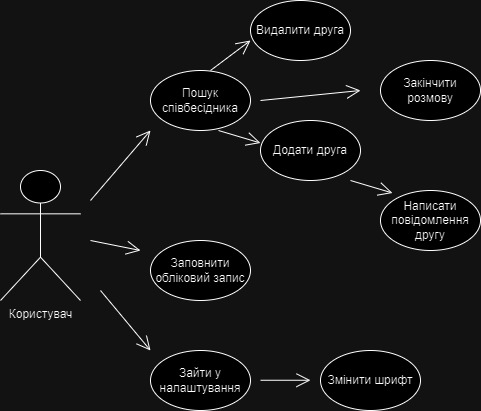 Видалити друга
Пошук
співбесідника
Закінчити
розмову
Додати друга
Написати
повідомлення
другу
Заповнити
обліковий запис
Користувач
Зайти у
налаштування
Змінити шрифт